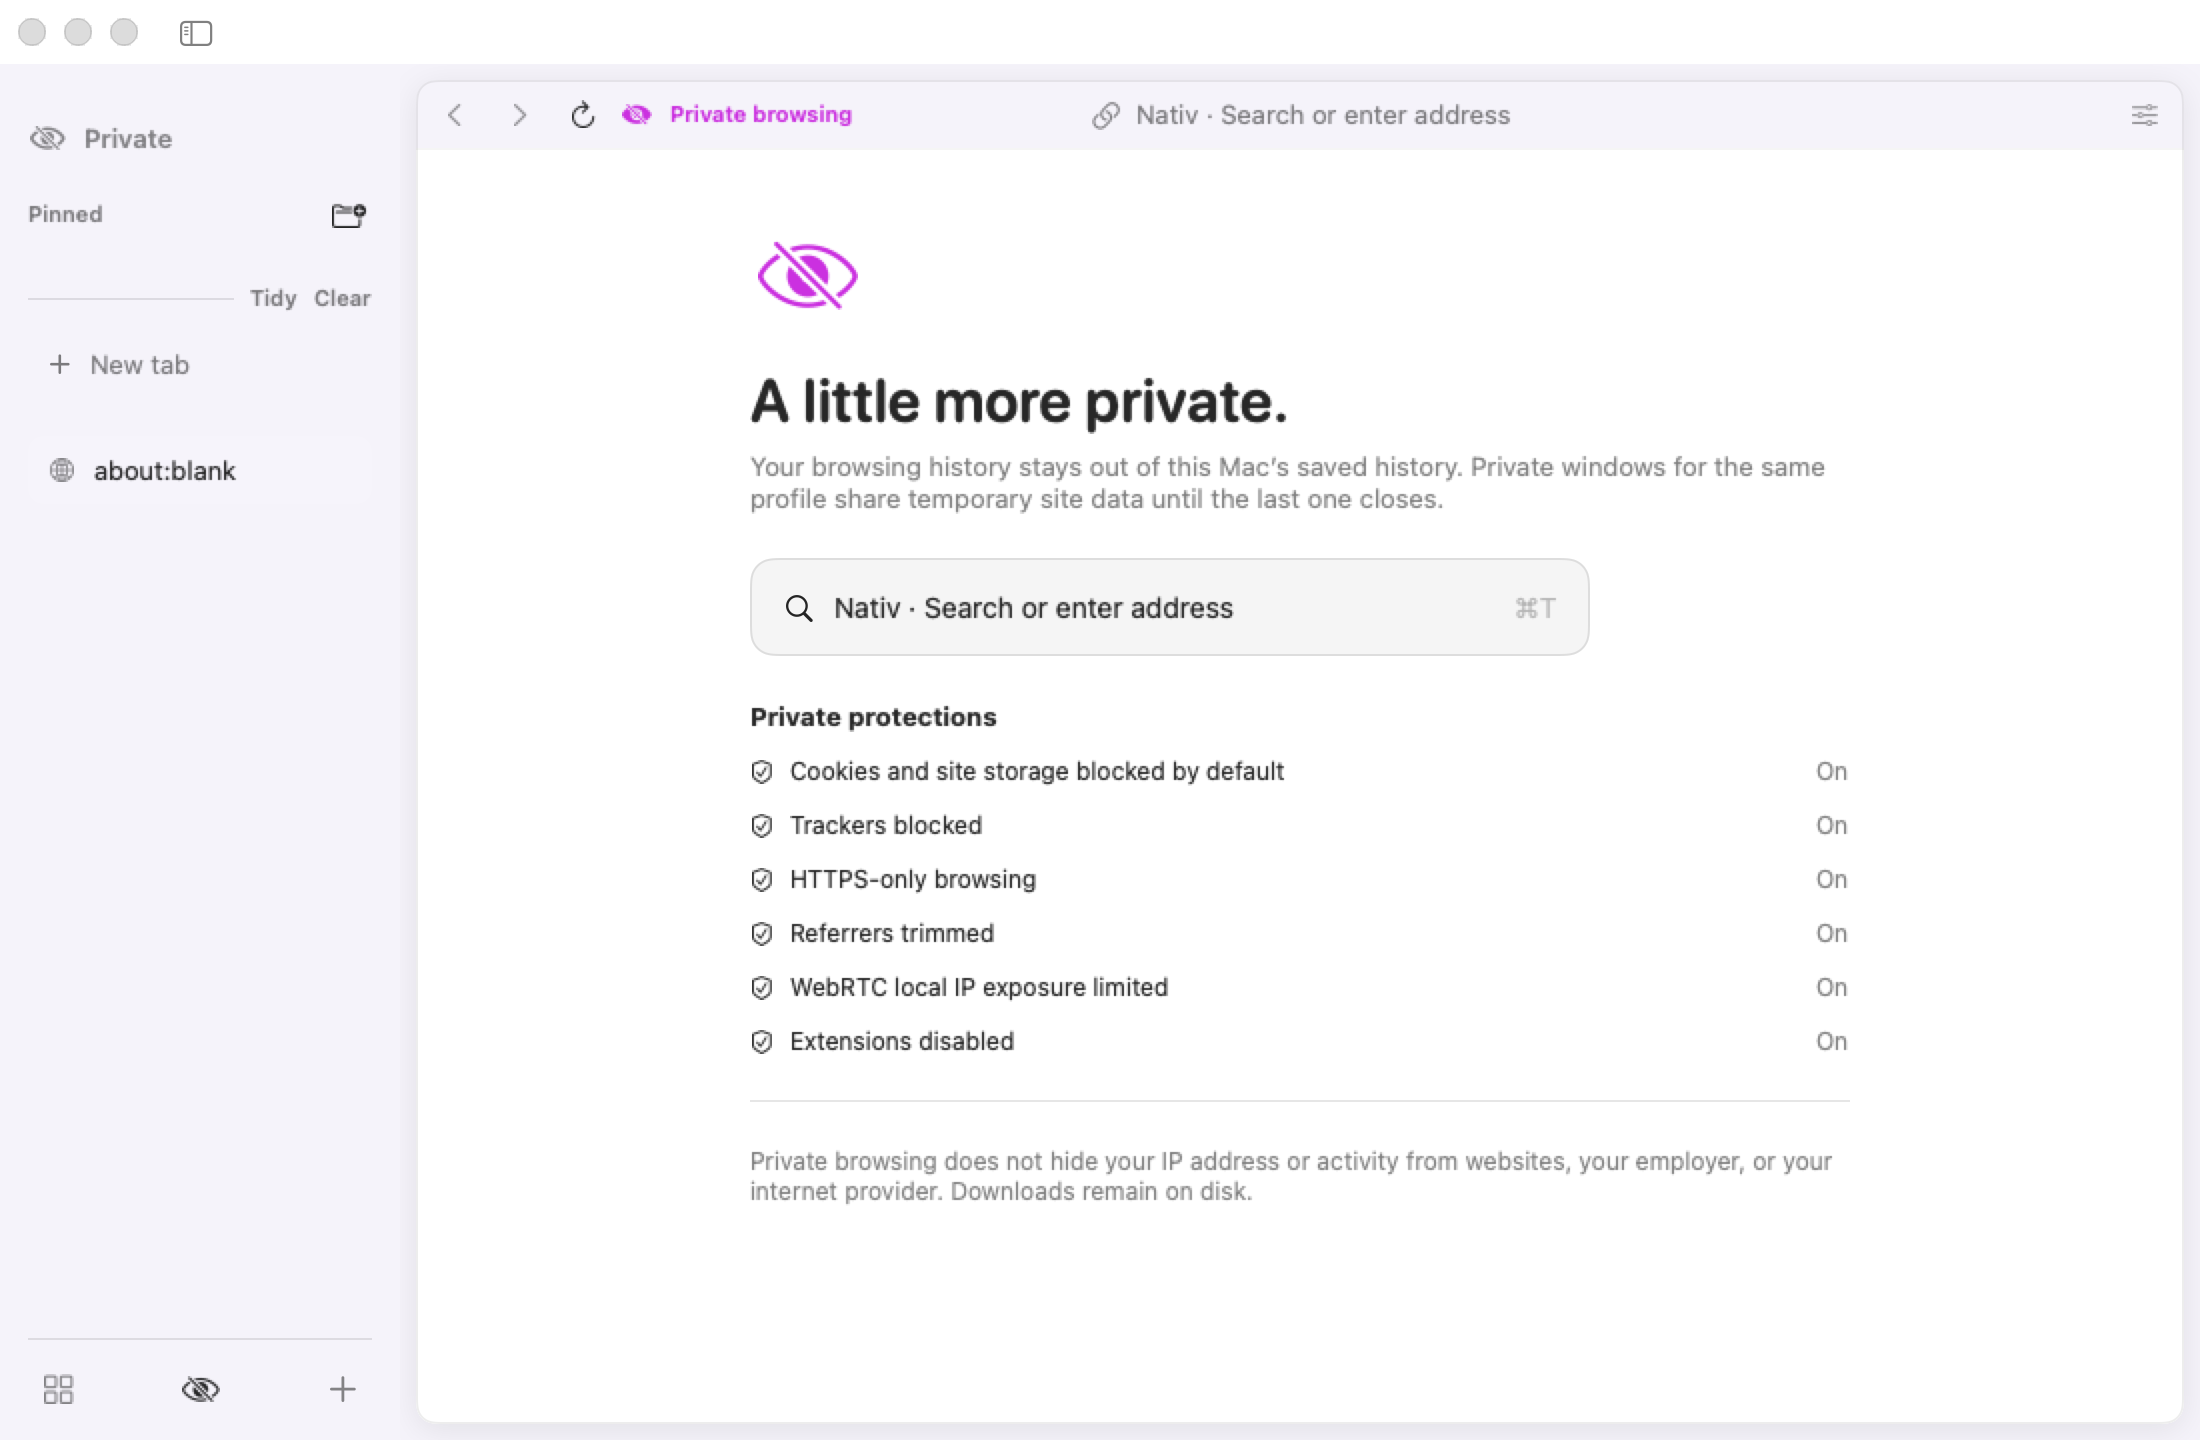 Private
Pinned
Tidy Clear
New tab
about:blank
Private browsing
Nativ · Search or enter address
A little more private.
Your browsing history stays out of this Mac’s saved history. Private windows for the same
profile share temporary site data until the last one closes.
Nativ · Search or enter address ⌘T
Private protections
Cookies and site storage blocked by default On
Trackers blocked On
HTTPS-only browsing On
Referrers trimmed On
WebRTC local IP exposure limited On
Extensions disabled On
Private browsing does not hide your IP address or activity from websites, your employer, or your
internet provider. Downloads remain on disk.